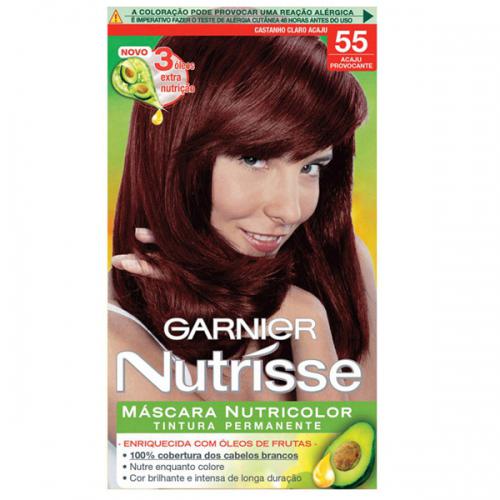 A COLORAÇÃO PODE PROVOCAR UMA REAÇÃO ALÉRGICA
É IMPERATIVO FAZER O TESTE DE ALERGIA CUTÂNEA 48 HORAS ANTES DO USO
CASTANHO CLARO ACAJU
55
ACAJU
PROVOCANTE
NOVO
3 óleos
extra
nutrição
GARNIER
Nutrisse
MÁSCARA NUTRICOLOR
TINTURA PERMANENTE
- ENRIQUECIDA COM ÓLEOS DE FRUTAS -
• 100% cobertura dos cabelos brancos
• Nutre enquanto colore
• Cor brilhante e intensa de longa duração